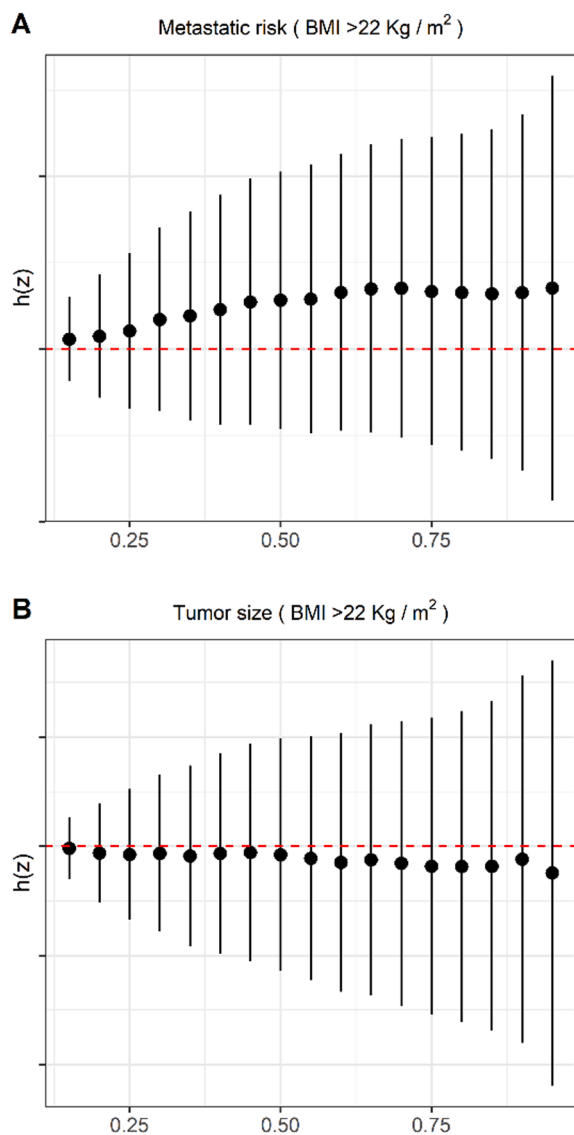 A
Metastatic risk ( BMI >22 Kg / m²)
h(z)
0.25 0.50 0.75
B
Tumor size ( BMI >22 Kg / m²)
h(z)
0.25 0.50 0.75